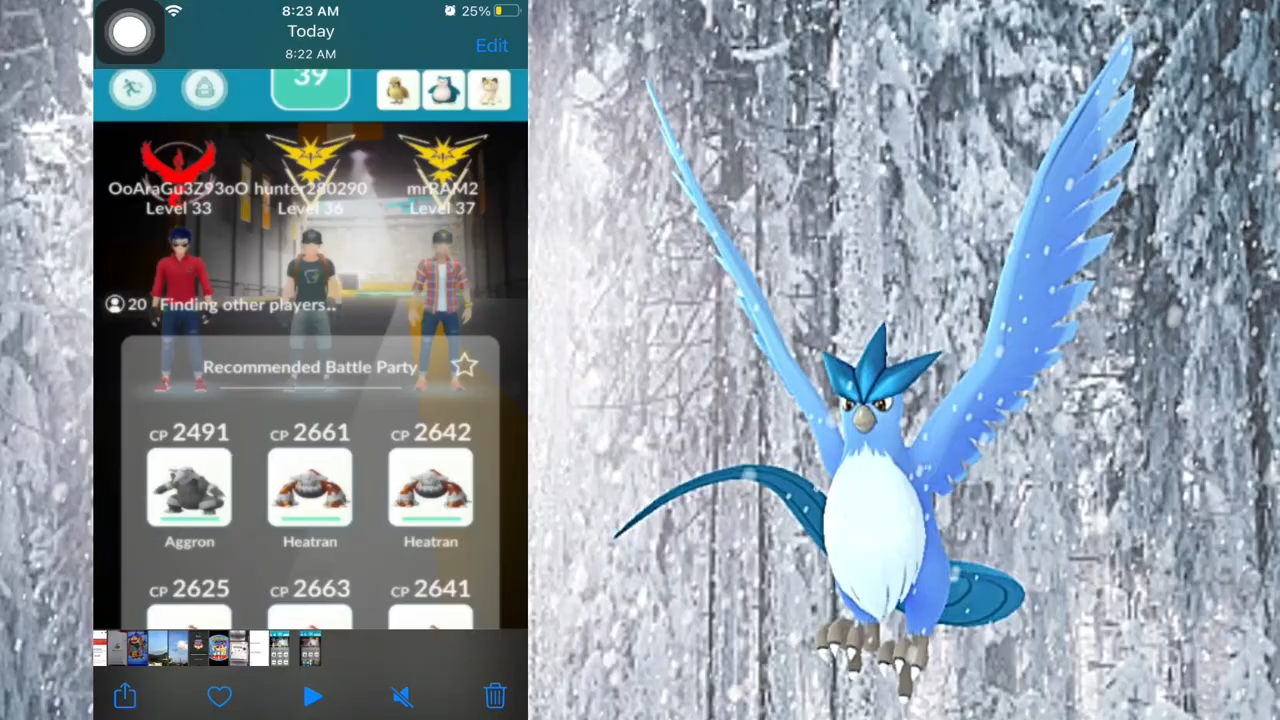 8:23 AM
25%
Today
8:22 AM
Edit
39
OoAraGu3Z93oO hunter280290 mrRAM2
Level 33 Level 36 Level 37
20 Finding other players..
Recommended Battle Party
CP 2491 CP 2661 CP 2642
Aggron Heatran Heatran
CP 2625 CP 2663 CP 2641